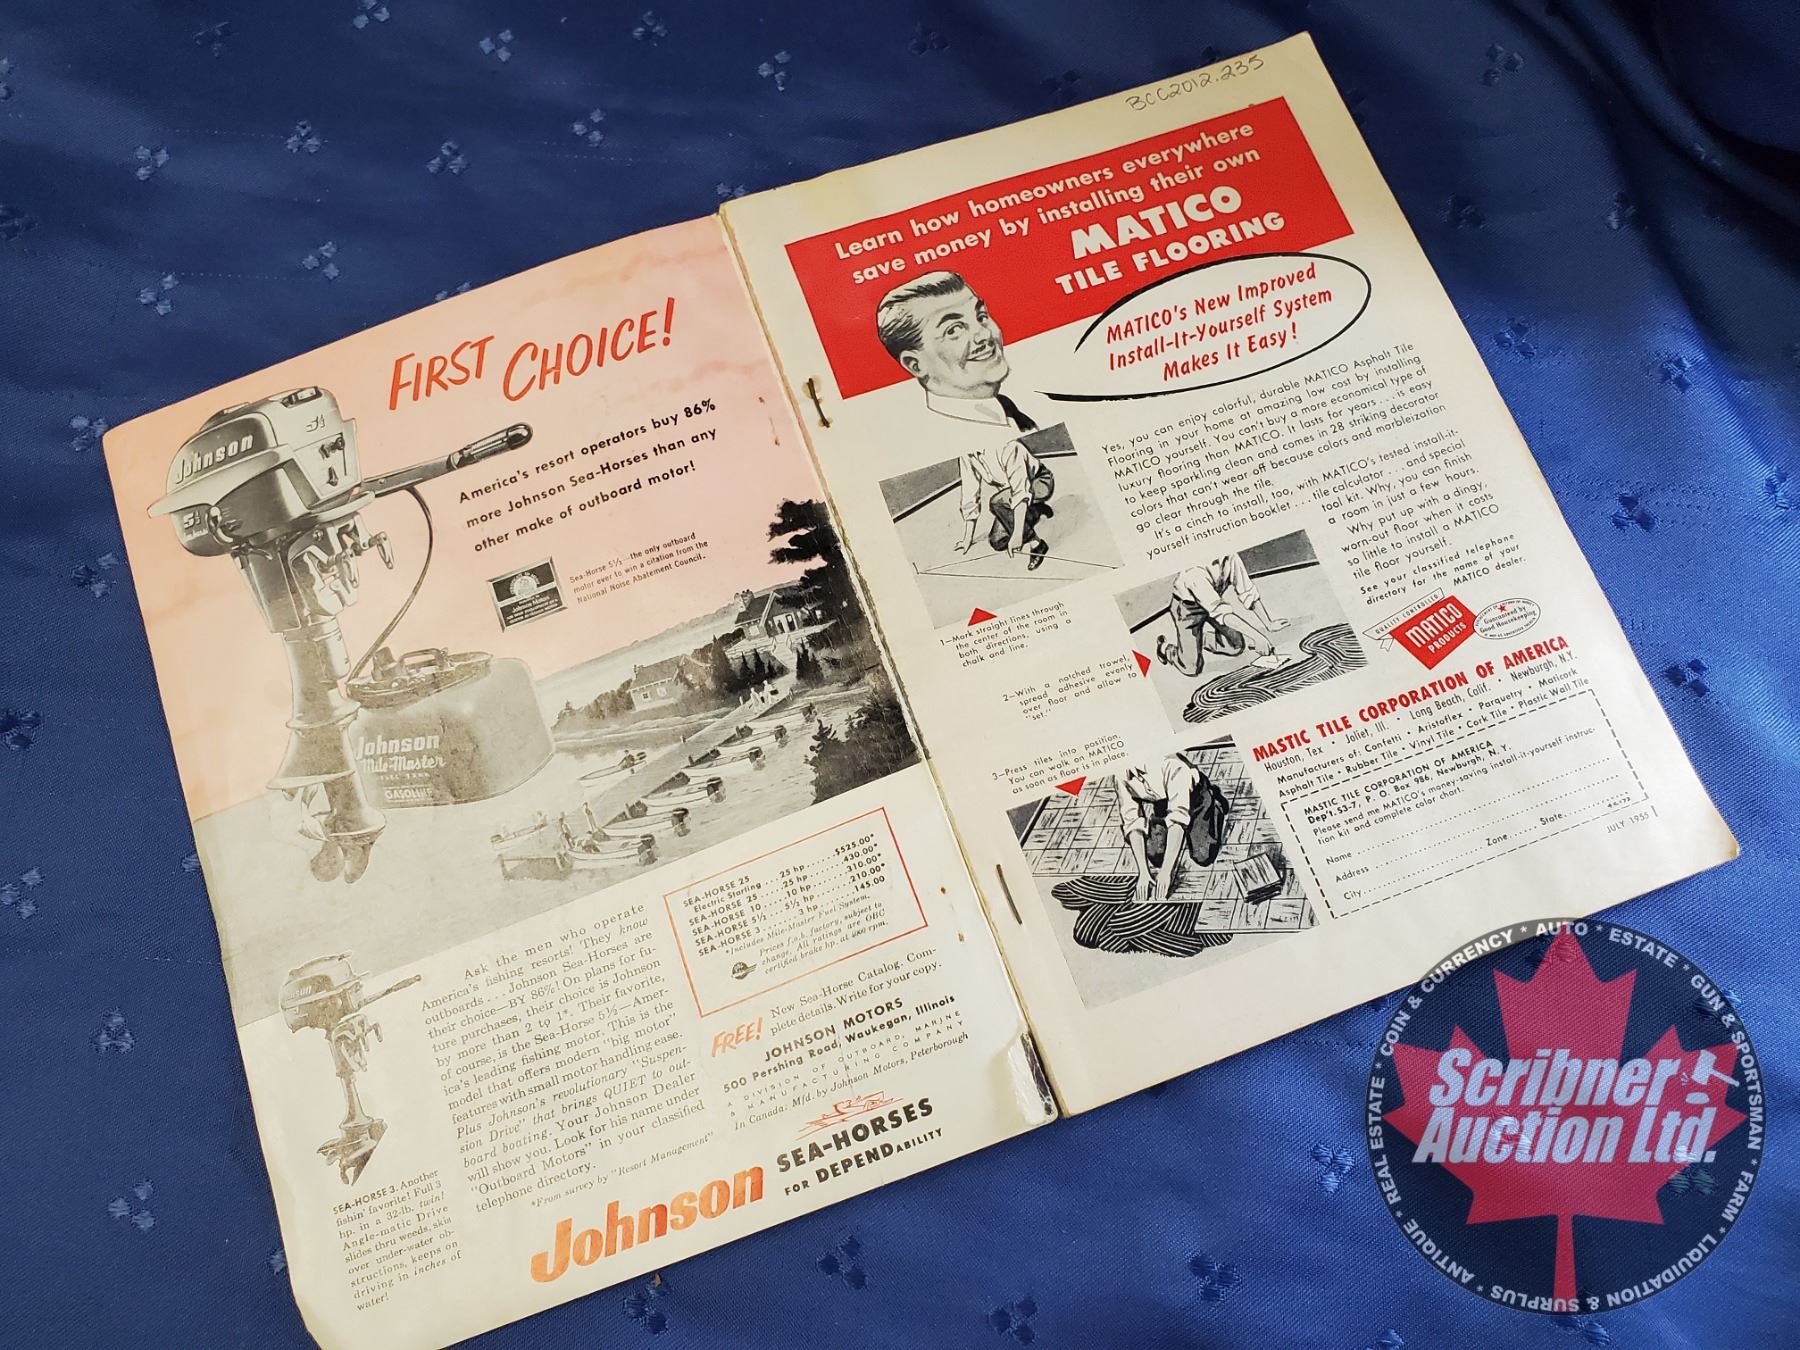 FIRST CHOICE!
America's resort operators buy 86%
more Johnson Sea-Horses than any
other make of outboard motor!
Sea-Horse 5½—the only outboard
motor ever to win a citation from the
National Noise Abatement Council.
Johnson
5½
5½
Johnson
Mile-Master
FUEL TANK
GASOLINE
SEA-HORSE 25
Electric Starting ...25 hp......$525.00*
SEA-HORSE 25 ....25 hp.......430.00*
SEA-HORSE 10 ....10 hp.......310.00*
SEA-HORSE 5½ ...5½ hp.......210.00*
SEA-HORSE 3 ......3 hp.......145.00
*Includes Mile-Master Fuel System.
Prices f.o.b. factory, subject to
change. All ratings are OBC
certified brake hp. at 4000 rpm.
Ask the men who operate
America's fishing resorts! They know
outboards . . . Johnson Sea-Horses are
their choice—BY 86%! On plans for fu-
ture purchases, their choice is Johnson
by more than 2 to 1*. Their favorite,
of course, is the Sea-Horse 5½—Amer-
ica's leading fishing motor. This is the
model that offers modern "big motor"
features with small motor handling ease.
Plus Johnson's revolutionary "Suspen-
sion Drive" that brings QUIET to out-
board boating. Your Johnson Dealer
will show you. Look for his name under
"Outboard Motors" in your classified
telephone directory.
*From survey by "Resort Management"
SEA-HORSE 3. Another
fishin' favorite! Full 3
hp. in a 32-lb. twin!
Angle-matic Drive
slides thru weeds, skis
over under-water ob-
structions, keeps on
driving in inches of
water!
FREE! New Sea-Horse Catalog. Com-
plete details. Write for your copy.
JOHNSON MOTORS
500 Pershing Road, Waukegan, Illinois
A DIVISION OF OUTBOARD, MARINE
& MANUFACTURING COMPANY
In Canada: Mfd. by Johnson Motors, Peterborough
Johnson SEA-HORSES
FOR DEPENDABILITY
BCC2012.235
Learn how homeowners everywhere
save money by installing their own
MATICO
TILE FLOORING
MATICO's New Improved
Install-It-Yourself System
Makes It Easy!
Yes, you can enjoy colorful, durable MATICO Asphalt Tile
Flooring in your home at amazing low cost by installing
MATICO yourself. You can't buy a more economical type of
luxury flooring than MATICO. It lasts for years . . . is easy
to keep sparkling clean and comes in 28 striking decorator
colors that can't wear off because colors and marbleization
go clear through the tile.
It's a cinch to install, too, with MATICO's tested install-it-
yourself instruction booklet . . . tile calculator . . . and special
tool kit. Why, you can finish
a room in just a few hours.
Why put up with a dingy,
worn-out floor when it costs
so little to install a MATICO
tile floor yourself.
See your classified telephone
directory for the name of your
MATICO dealer.
1—Mark straight lines through
the center of the room in
both directions, using a
chalk and line.
2—With a notched trowel,
spread adhesive evenly
over floor and allow to
"set."
3—Press tiles into position.
You can walk on MATICO
as soon as floor is in place.
QUALITY CONTROLLED
MATICO
PRODUCTS
Guaranteed by
Good Housekeeping
MASTIC TILE CORPORATION OF AMERICA
Houston, Tex • Joliet, Ill. • Long Beach, Calif. • Newburgh, N.Y.
Manufacturers of: Confetti • Aristoflex • Parquetry • Maticork
Asphalt Tile • Rubber Tile • Vinyl Tile • Cork Tile • Plastic Wall Tile
MASTIC TILE CORPORATION OF AMERICA
Dep't. S3-7, P. O. Box 986, Newburgh, N. Y.
Please send me MATICO's money-saving install-it-yourself instruc-
tion kit and complete color chart.
Name
Address
City Zone State
JULY 1955
Scribner
Auction Ltd.
REAL ESTATE * COIN & CURRENCY * AUTO * ESTATE * GUN & SPORTSMAN * FARM * LIQUIDATION & SURPLUS * ANTIQUE *